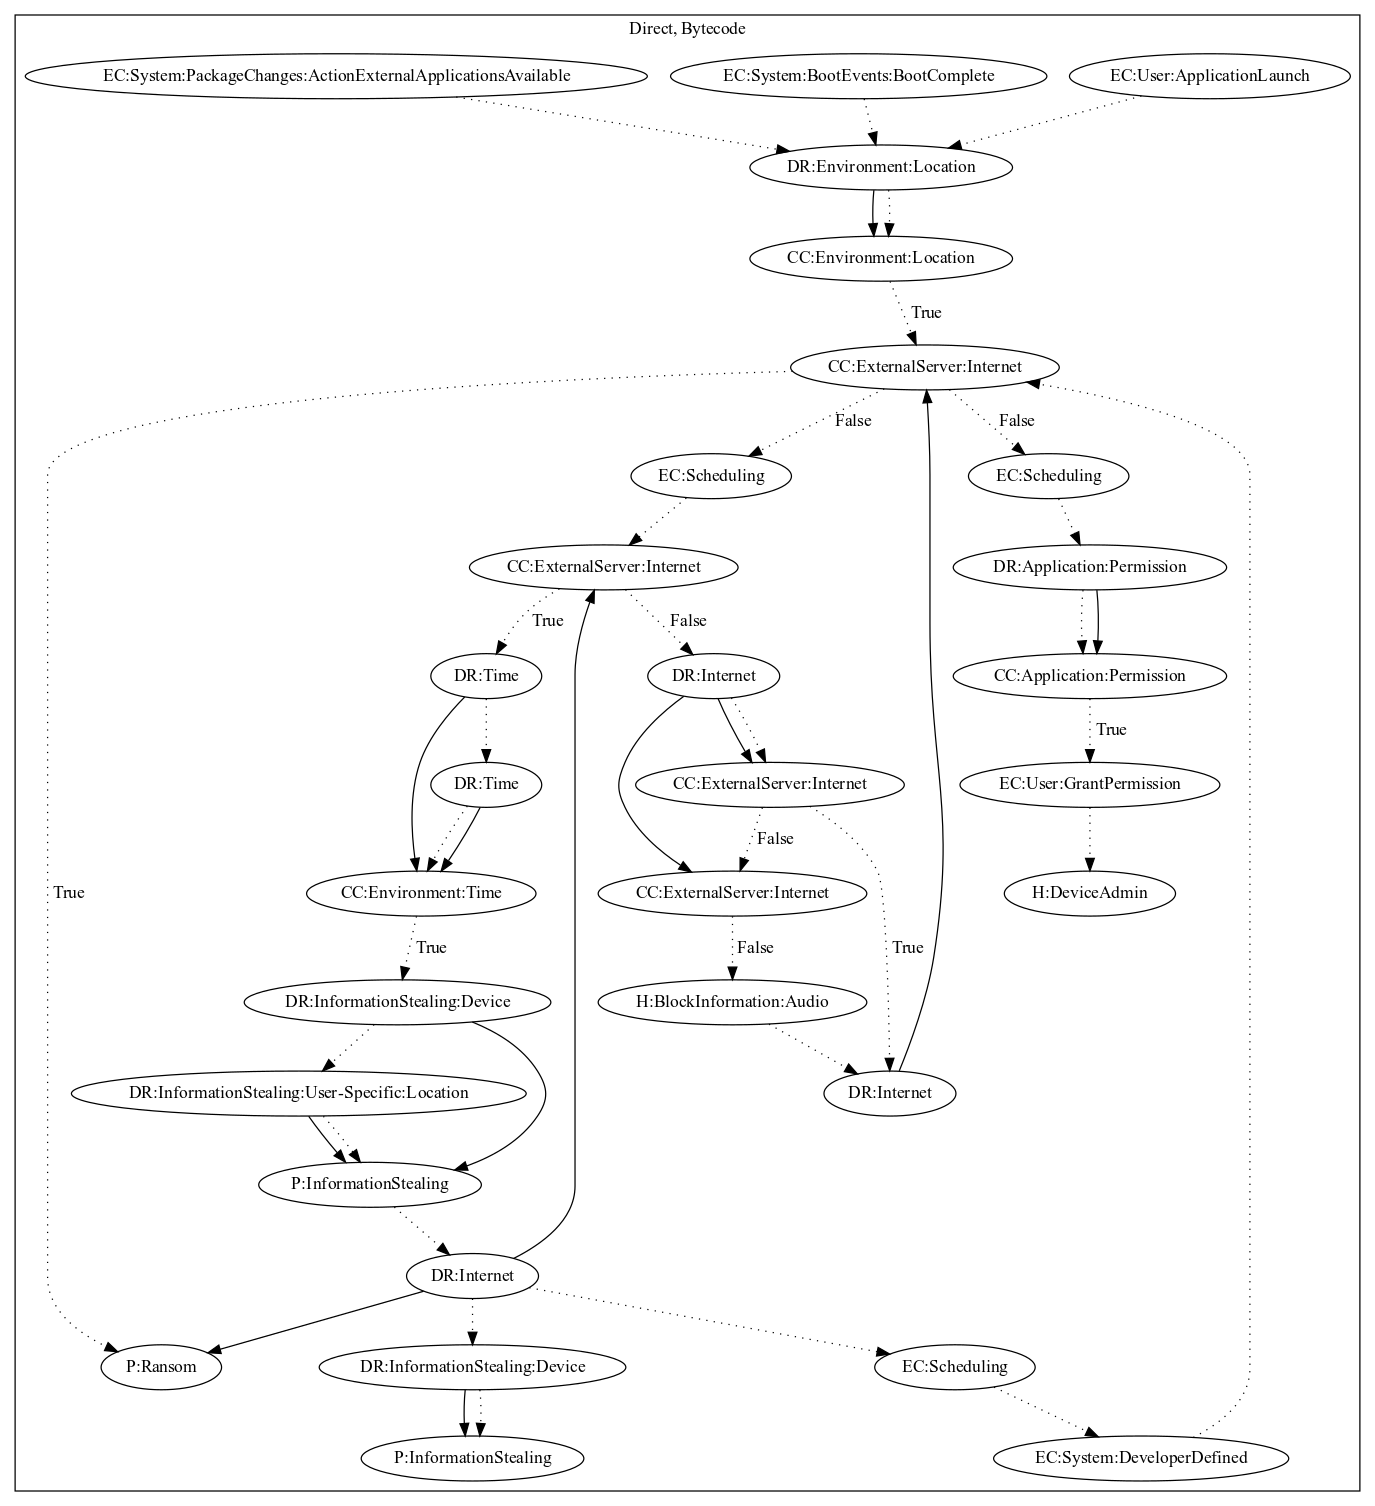 Direct, Bytecode
EC:System:PackageChanges:ActionExternalApplicationsAvailable
EC:System:BootEvents:BootComplete
EC:User:ApplicationLaunch
DR:Environment:Location
CC:Environment:Location
True
CC:ExternalServer:Internet
False
False
EC:Scheduling
EC:Scheduling
CC:ExternalServer:Internet
DR:Application:Permission
True
False
DR:Time
DR:Internet
CC:Application:Permission
True
DR:Time
CC:ExternalServer:Internet
EC:User:GrantPermission
False
True
CC:Environment:Time
CC:ExternalServer:Internet
H:DeviceAdmin
True
False
True
DR:InformationStealing:Device
H:BlockInformation:Audio
DR:InformationStealing:User-Specific:Location
DR:Internet
P:InformationStealing
DR:Internet
P:Ransom
DR:InformationStealing:Device
EC:Scheduling
P:InformationStealing
EC:System:DeveloperDefined